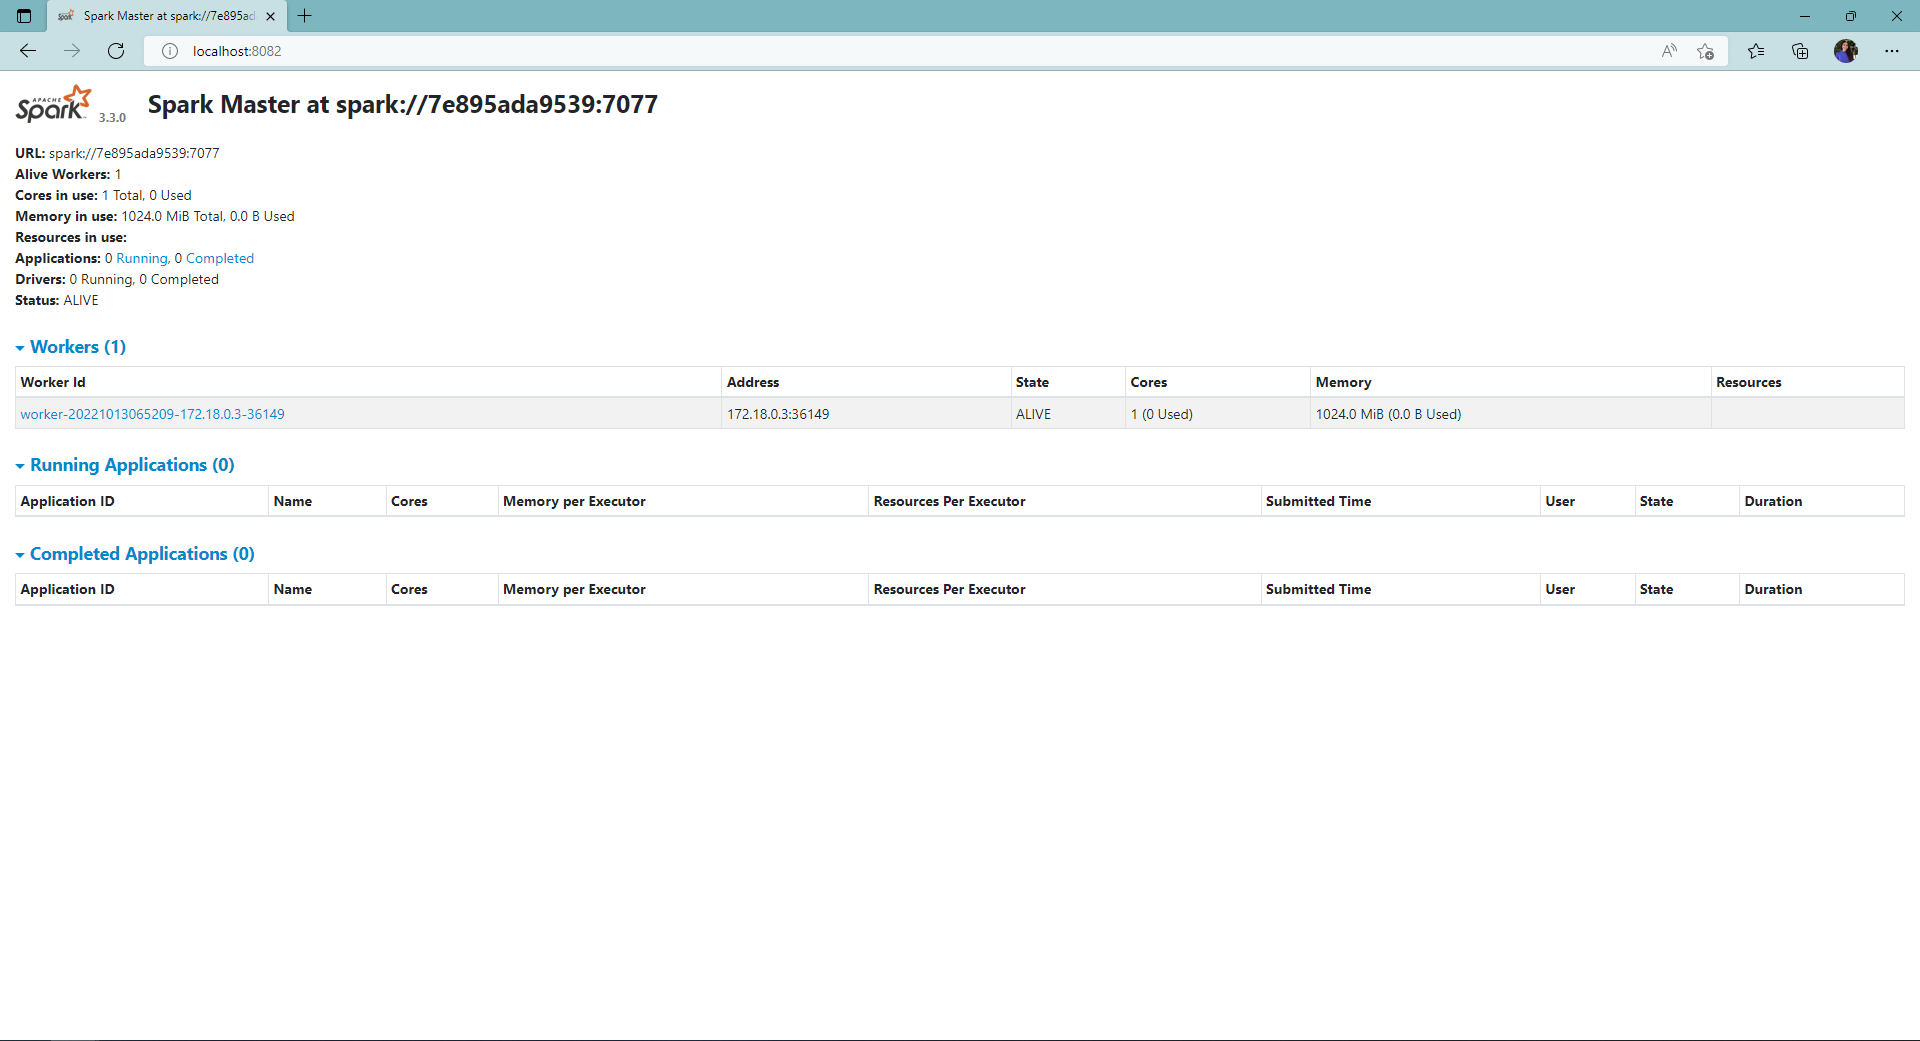 Spark Master at spark://7e895ad
localhost:8082
APACHE Spark 3.3.0 Spark Master at spark://7e895ada9539:7077
URL: spark://7e895ada9539:7077
Alive Workers: 1
Cores in use: 1 Total, 0 Used
Memory in use: 1024.0 MiB Total, 0.0 B Used
Resources in use:
Applications: 0 Running, 0 Completed
Drivers: 0 Running, 0 Completed
Status: ALIVE
Workers (1)
Worker Id Address State Cores Memory Resources
worker-20221013065209-172.18.0.3-36149 172.18.0.3:36149 ALIVE 1 (0 Used) 1024.0 MiB (0.0 B Used)
Running Applications (0)
Application ID Name Cores Memory per Executor Resources Per Executor Submitted Time User State Duration
Completed Applications (0)
Application ID Name Cores Memory per Executor Resources Per Executor Submitted Time User State Duration